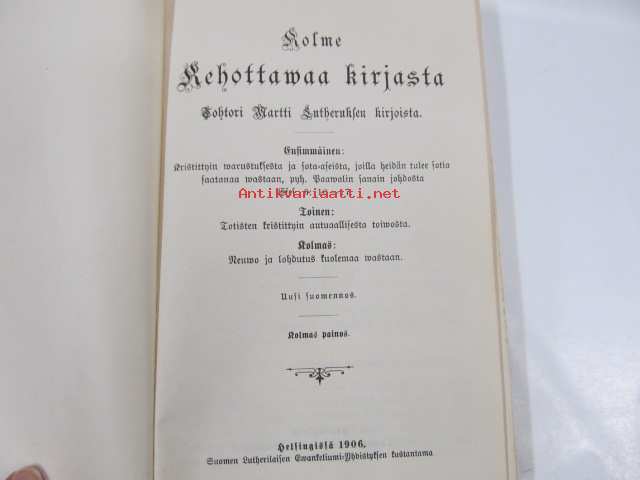 Kolme
Kehottawaa kirjasta
Tohtori Martti Lutheruksen kirjoista.
Ensimmäinen:
Kristittyin warustuksesta ja sota-aseista, joilla heidän tulee sotia
saatanaa wastaan, pyh. Paawalin sanain johdosta
Antikvariaatti.net
Toinen:
Totisten kristittyin autuaallisesta toiwosta.
Kolmas:
Neuwo ja lohdutus kuolemaa wastaan.
Uusi suomennos.
Kolmas painos.
Helsingissä 1906.
Suomen Lutherilaisen Ewankeliumi-Yhdistyksen kustantama